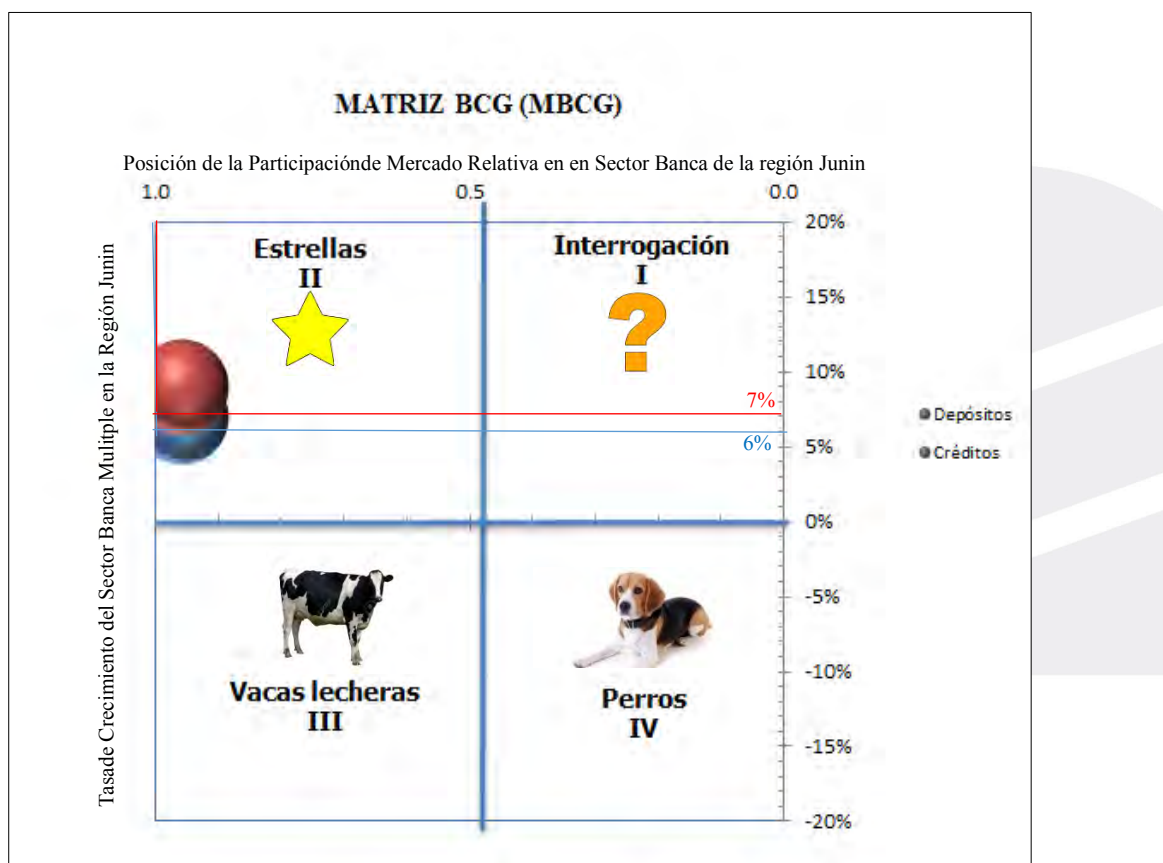 MATRIZ BCG (MBCG)
Posición de la Participaciónde Mercado Relativa en en Sector Banca de la región Junin
1.0 0.5 0.0
Tasade Crecimiento del Sector Banca Mulitple en la Región Junin
Estrellas
II
Interrogación
I
?
20%
15%
10%
7%
6%
5%
0%
-5%
-10%
-15%
-20%
Depósitos
Créditos
Vacas lecheras
III
Perros
IV